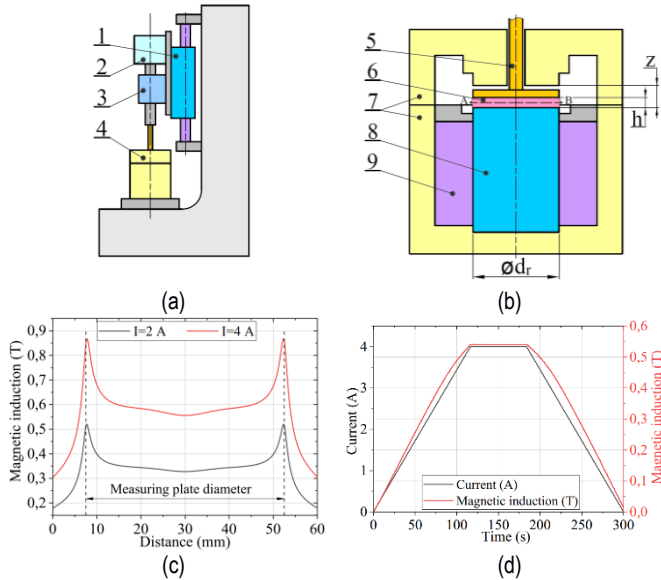 1
2
3
4
(a)
5
6
7
8
9
A
B
z
h
Ødr
(b)
Magnetic induction (T)
0,9
0,8
0,7
0,6
0,5
0,4
0,3
0,2
I=2 A
I=4 A
Measuring plate diameter
0
10
20
30
40
50
60
Distance (mm)
(c)
Current (A)
4
3
2
1
0
Current (A)
Magnetic induction (T)
0
50
100
150
200
250
300
Time (s)
0,6
0,5
0,4
0,3
0,2
0,1
0,0
Magnetic induction (T)
(d)